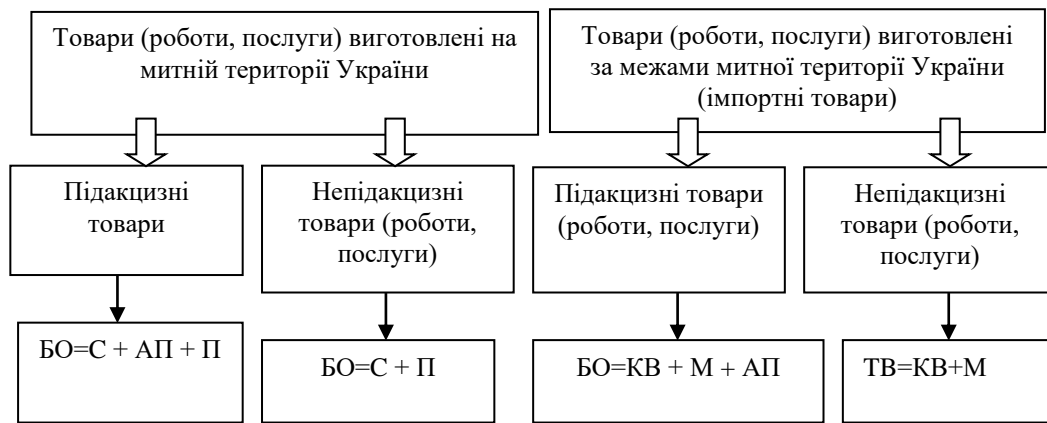 Товари (роботи, послуги) виготовлені на
митній території України
Товари (роботи, послуги) виготовлені
за межами митної території України
(імпортні товари)
Підакцизні
товари
Непідакцизні
товари (роботи,
послуги)
Підакцизні товари
(роботи, послуги)
Непідакцизні
товари (роботи,
послуги)
БО=С + АП + П
БО=С + П
БО=КВ + М + АП
ТВ=КВ+М